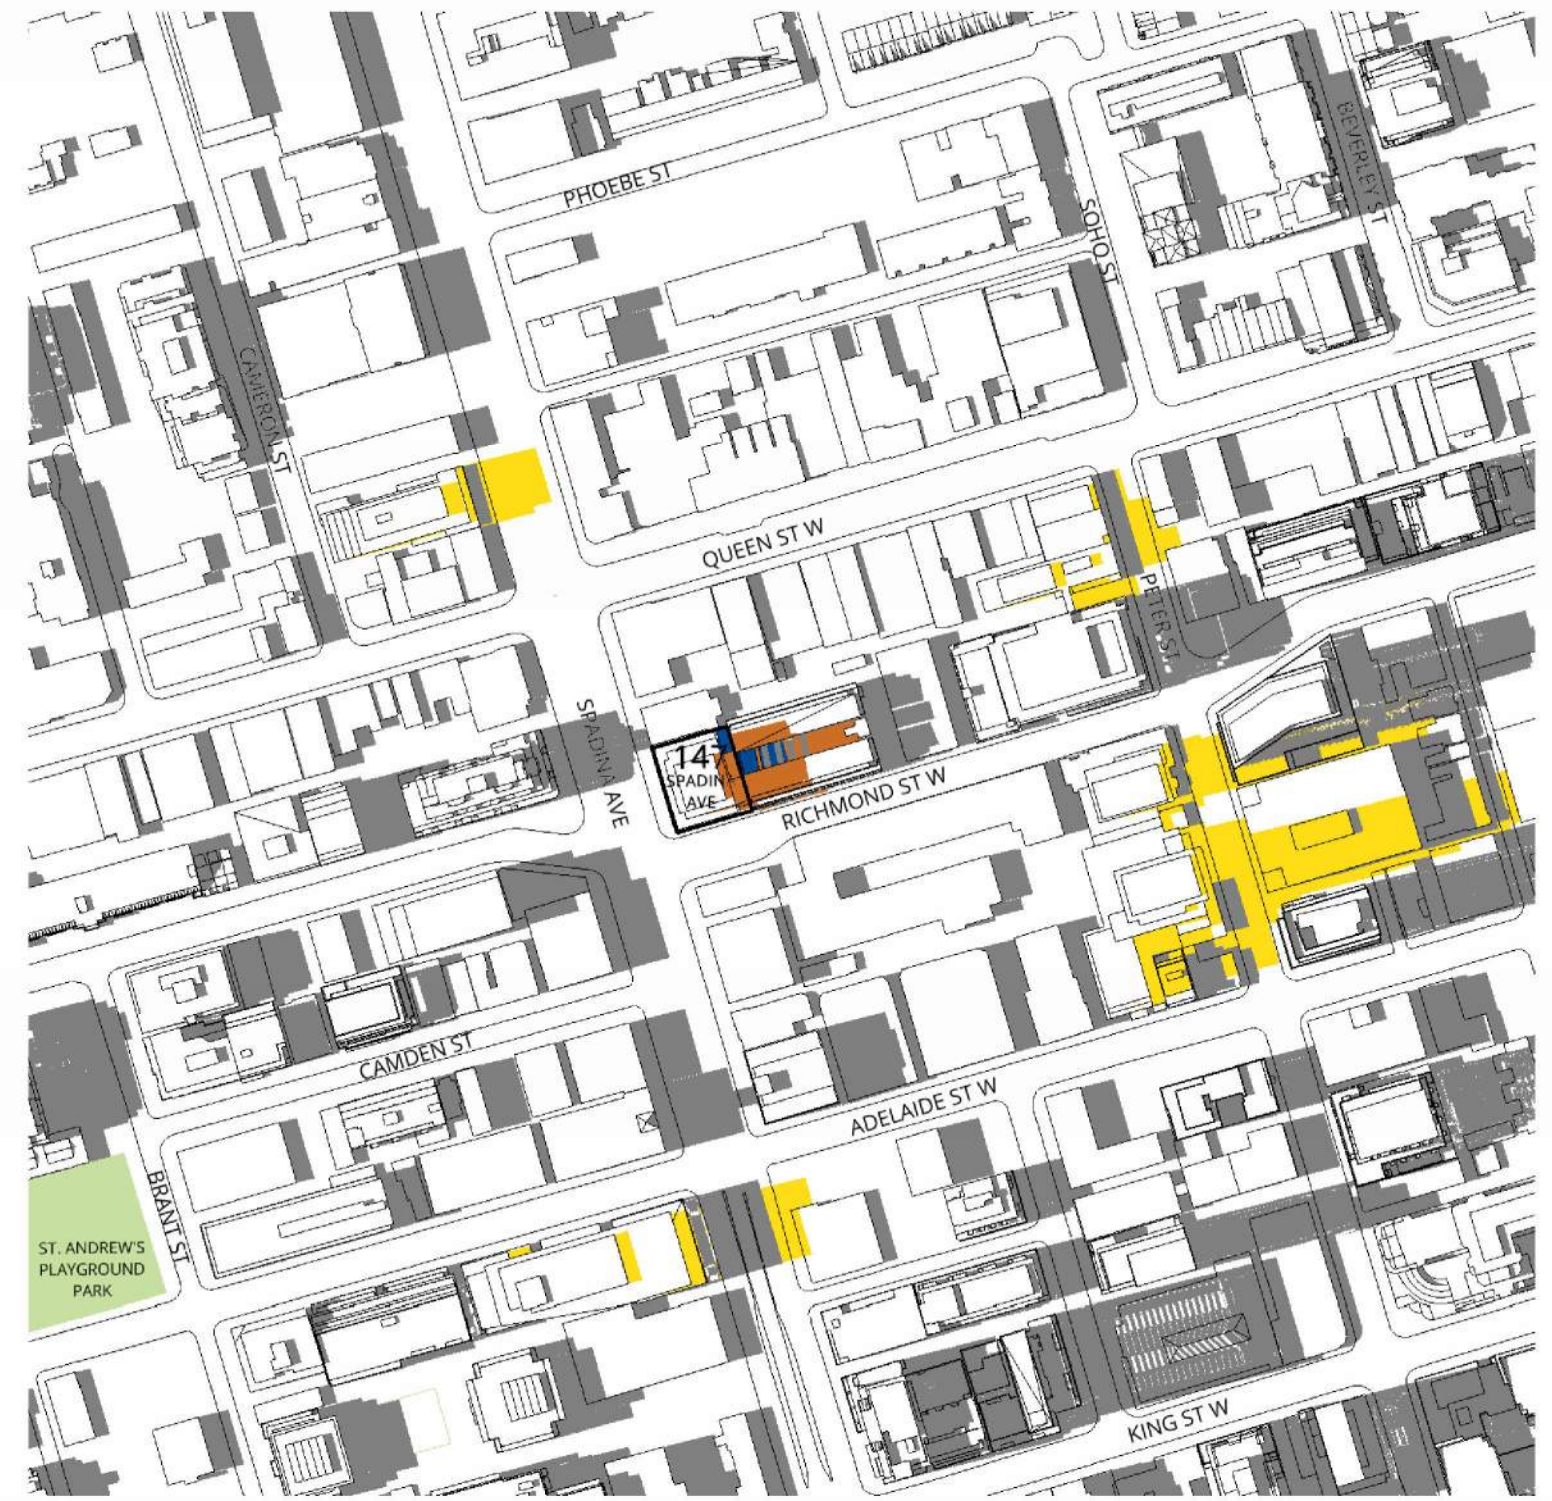 BEVERLEY ST
PHOEBE ST
SOHO ST
CAMERON ST
QUEEN ST W
PETER ST
SPADINA AVE
147
SPADINA
AVE
RICHMOND ST W
CAMDEN ST
ADELAIDE ST W
BRANT ST
ST. ANDREW'S
PLAYGROUND
PARK
KING ST W